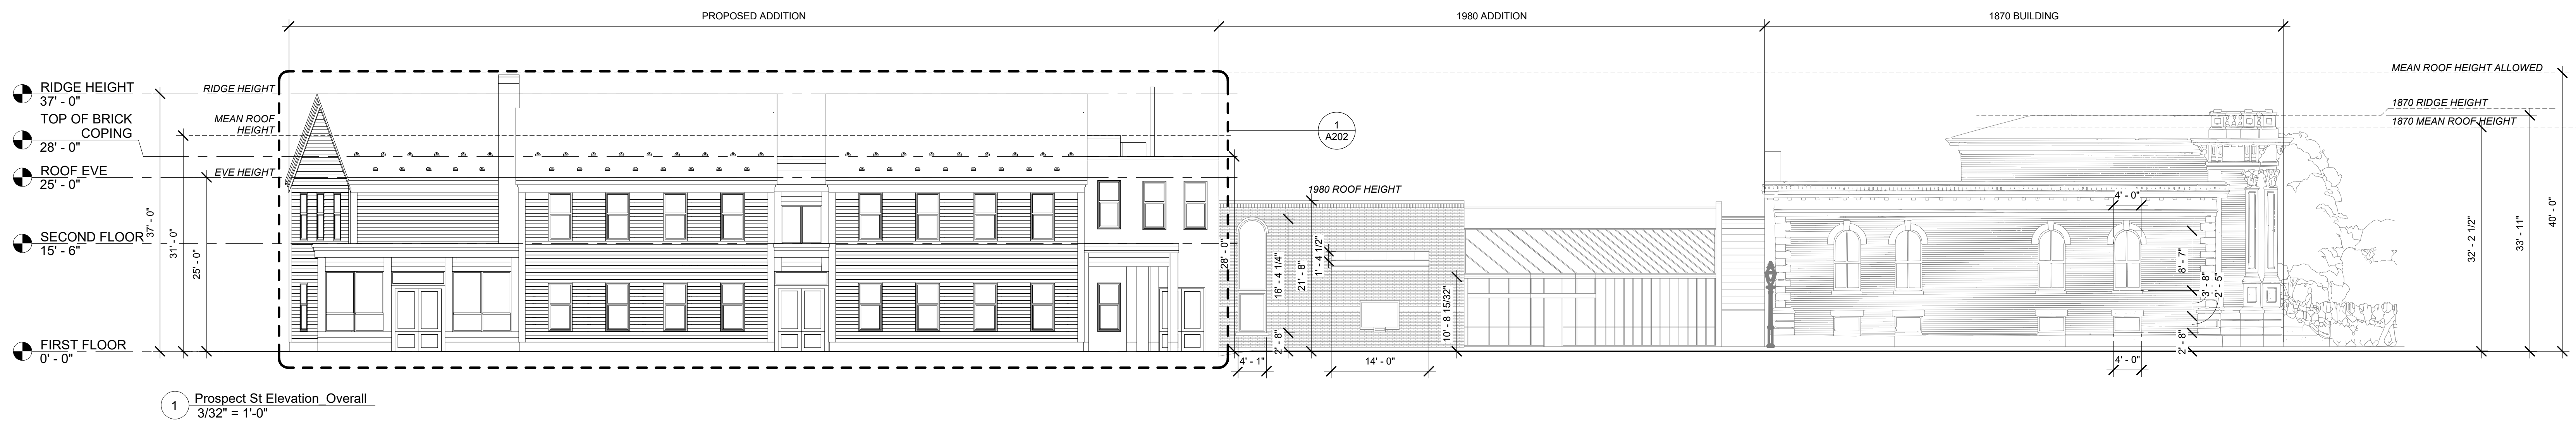 PROPOSED ADDITION
1980 ADDITION
1870 BUILDING
RIDGE HEIGHT
37' - 0"
TOP OF BRICK
COPING
28' - 0"
ROOF EVE
25' - 0"
SECOND FLOOR
15' - 6"
FIRST FLOOR
0' - 0"
37' - 0"
31' - 0"
25' - 0"
RIDGE HEIGHT
MEAN ROOF
HEIGHT
EVE HEIGHT
1
A202
28' - 0"
1980 ROOF HEIGHT
16' - 4 1/4"
2' - 8"
21' - 8"
1' - 4 1/2"
10' - 8 15/32"
4' - 1"
14' - 0"
4' - 0"
8' - 7"
3' - 8"
2' - 5"
2' - 8"
4' - 0"
MEAN ROOF HEIGHT ALLOWED
1870 RIDGE HEIGHT
1870 MEAN ROOF HEIGHT
32' - 2 1/2"
33' - 11"
40' - 0"
1
Prospect St Elevation_Overall
3/32" = 1'-0"